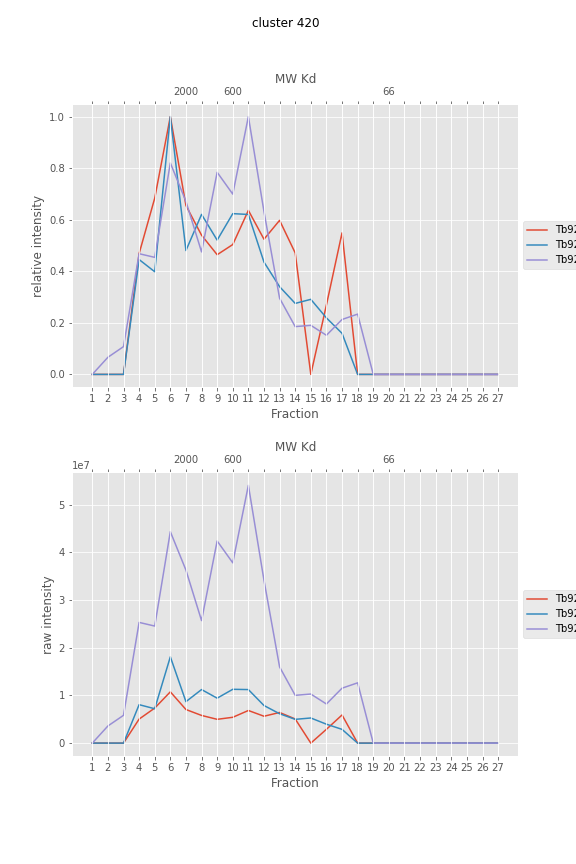 cluster 420
MW Kd
2000 600 66
1.0
0.8
0.6
0.4
0.2
0.0
relative intensity
Tb92
Tb92
Tb92
1 2 3 4 5 6 7 8 9 10 11 12 13 14 15 16 17 18 19 20 21 22 23 24 25 26 27
Fraction
MW Kd
1e7
2000 600 66
5
4
3
2
1
0
raw intensity
Tb92
Tb92
Tb92
1 2 3 4 5 6 7 8 9 10 11 12 13 14 15 16 17 18 19 20 21 22 23 24 25 26 27
Fraction